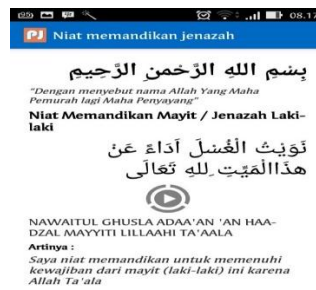 08.17
PJ Niat memandikan jenazah
بِسْمِ اللهِ الرَّحْمنِ الرَّحِيمِ
"Dengan menyebut nama Allah Yang Maha
Pemurah lagi Maha Penyayang"
Niat Memandikan Mayit / Jenazah Laki-
laki
نَوَيْتُ الْغُسْلَ اَدَاءً عَنْ
هذَاالْمَيِّتِ ِللهِ تَعَالَى
NAWAITUL GHUSLA ADAA'AN 'AN HAA-
DZAL MAYYITI LILLAAHI TA'AALA
Artinya :
Saya niat memandikan untuk memenuhi
kewajiban dari mayit (laki-laki) ini karena
Allah Ta'ala